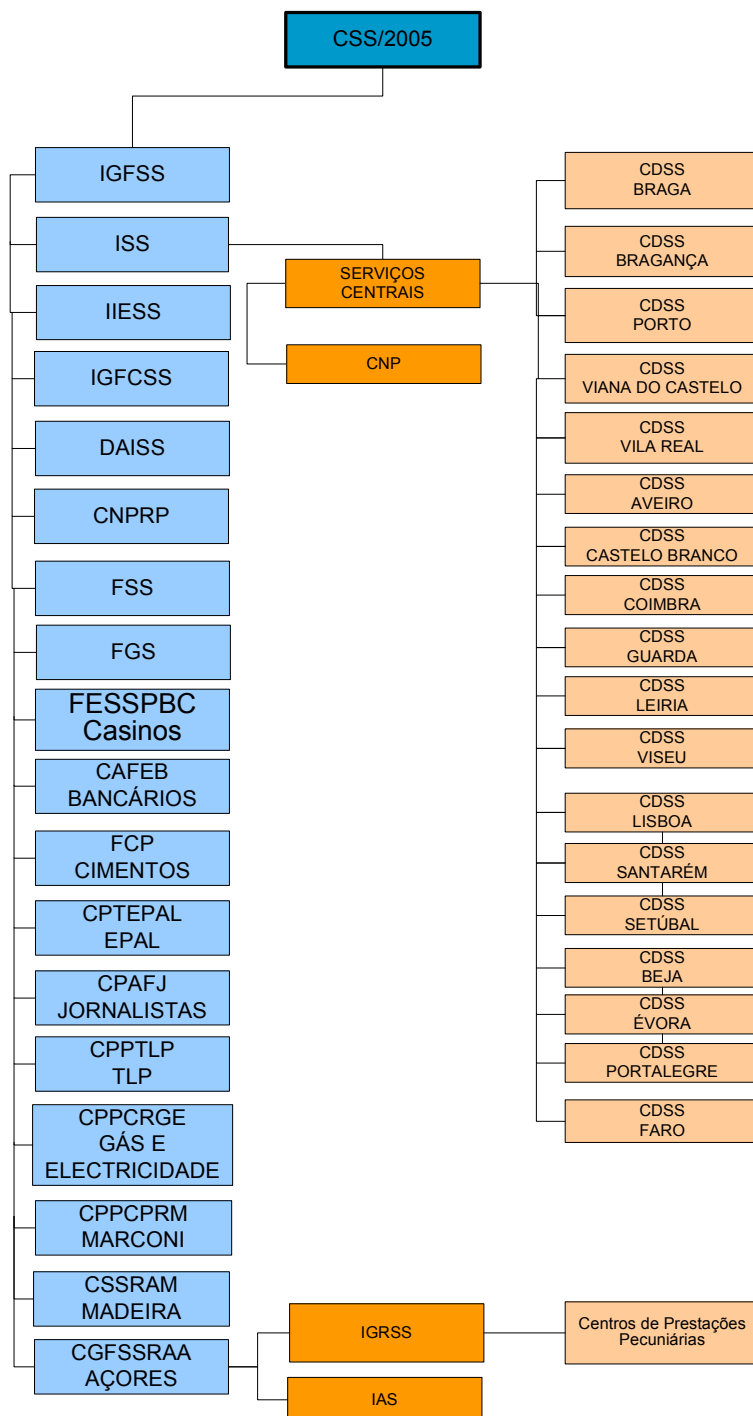 CSS/2005
IGFSS
ISS
IIESS
IGFCSS
DAISS
CNPRP
FSS
FGS
FESSPBC
Casinos
CAFEB
BANCÁRIOS
FCP
CIMENTOS
CPTEPAL
EPAL
CPAFJ
JORNALISTAS
CPPTLP
TLP
CPPCRGE
GÁS E
ELECTRICIDADE
CPPCPRM
MARCONI
CSSRAM
MADEIRA
CGFSSRAA
AÇORES
SERVIÇOS
CENTRAIS
CNP
IGRSS
IAS
CDSS
BRAGA
CDSS
BRAGANÇA
CDSS
PORTO
CDSS
VIANA DO CASTELO
CDSS
VILA REAL
CDSS
AVEIRO
CDSS
CASTELO BRANCO
CDSS
COIMBRA
CDSS
GUARDA
CDSS
LEIRIA
CDSS
VISEU
CDSS
LISBOA
CDSS
SANTARÉM
CDSS
SETÚBAL
CDSS
BEJA
CDSS
ÉVORA
CDSS
PORTALEGRE
CDSS
FARO
Centros de Prestações
Pecuniárias